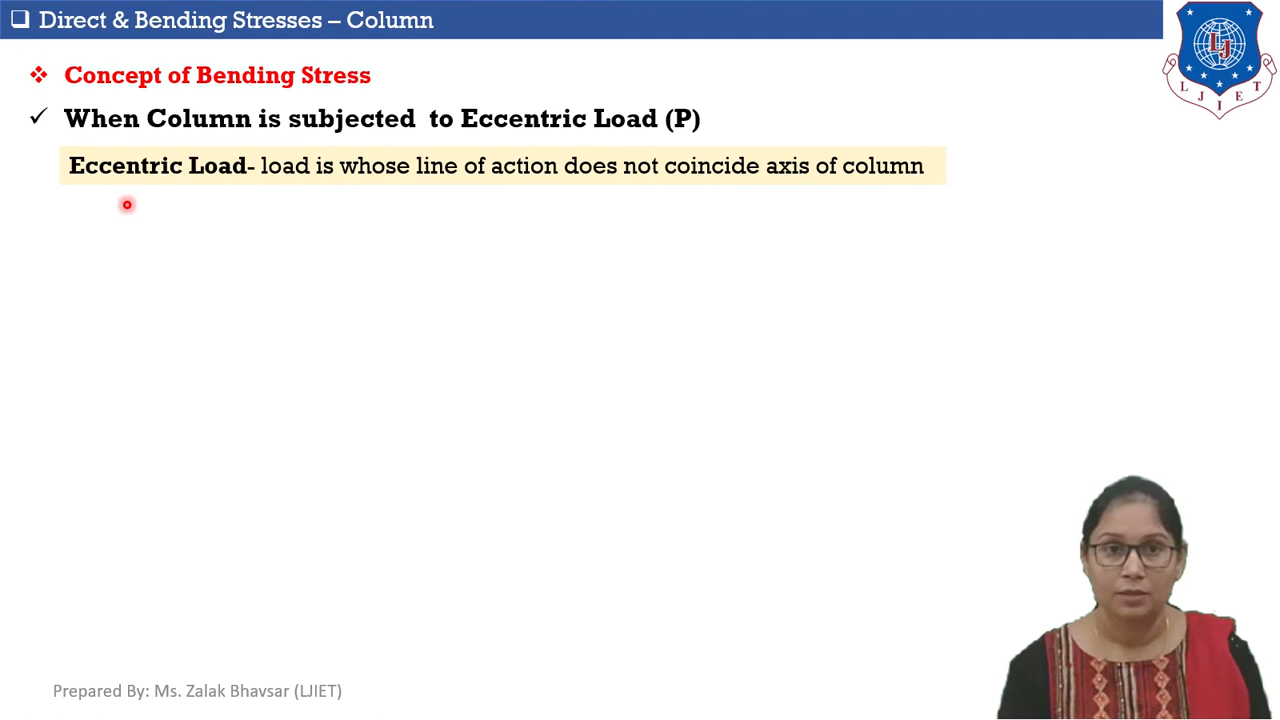 Direct & Bending Stresses – Column
Concept of Bending Stress
When Column is subjected to Eccentric Load (P)
Eccentric Load- load is whose line of action does not coincide axis of column
LJ
L J I E T
Prepared By: Ms. Zalak Bhavsar (LJIET)